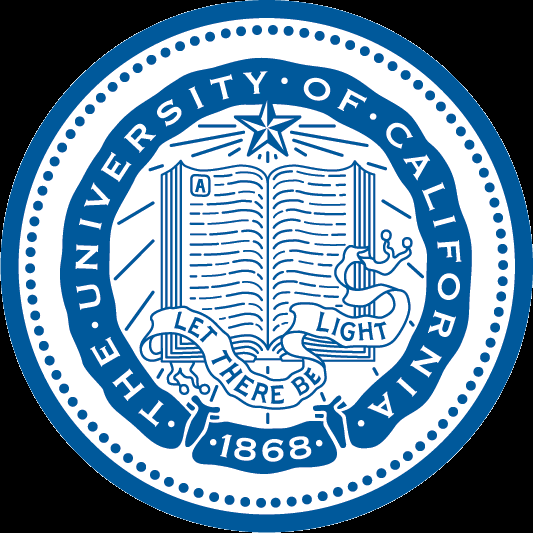 · THE · UNIVERSITY · OF · CALIFORNIA ·
A
LET THERE BE LIGHT
· 1868 ·